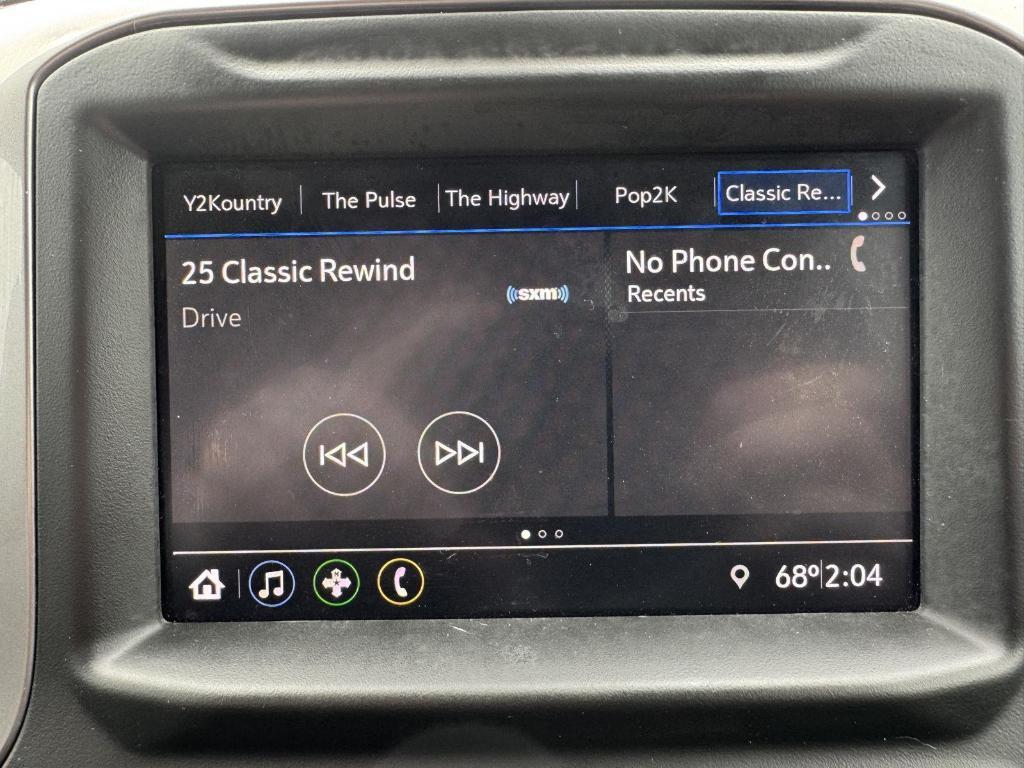 Y2Kountry The Pulse The Highway Pop2K Classic Re...
25 Classic Rewind
sxm
Drive
No Phone Con..
Recents
68° 2:04